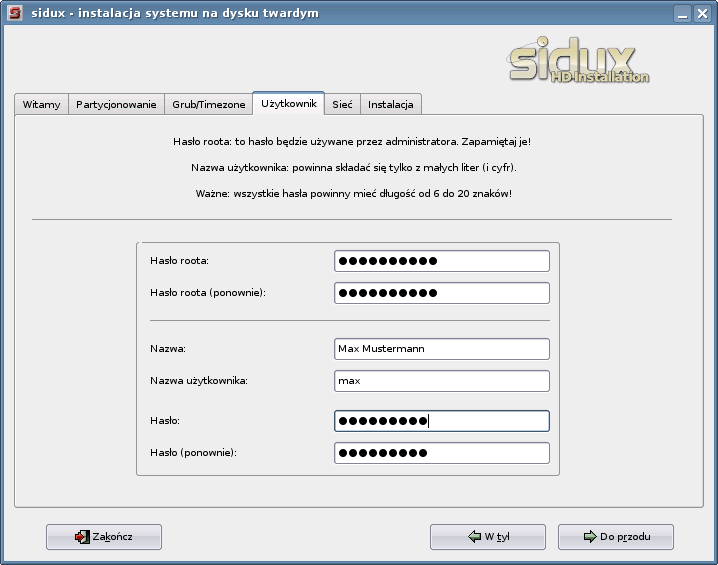 sidux - instalacja systemu na dysku twardym
sidux
HD-Installation
Witamy Partycjonowanie Grub/Timezone Użytkownik Sieć Instalacja
Hasło roota: to hasło będzie używane przez administratora. Zapamiętaj je!
Nazwa użytkownika: powinna składać się tylko z małych liter (i cyfr).
Ważne: wszystkie hasła powinny mieć długość od 6 do 20 znaków!
Hasło roota: ●●●●●●●●●●
Hasło roota (ponownie): ●●●●●●●●●●
Nazwa: Max Mustermann
Nazwa użytkownika: max
Hasło: ●●●●●●●●●
Hasło (ponownie): ●●●●●●●●●
Zakończ W tył Do przodu